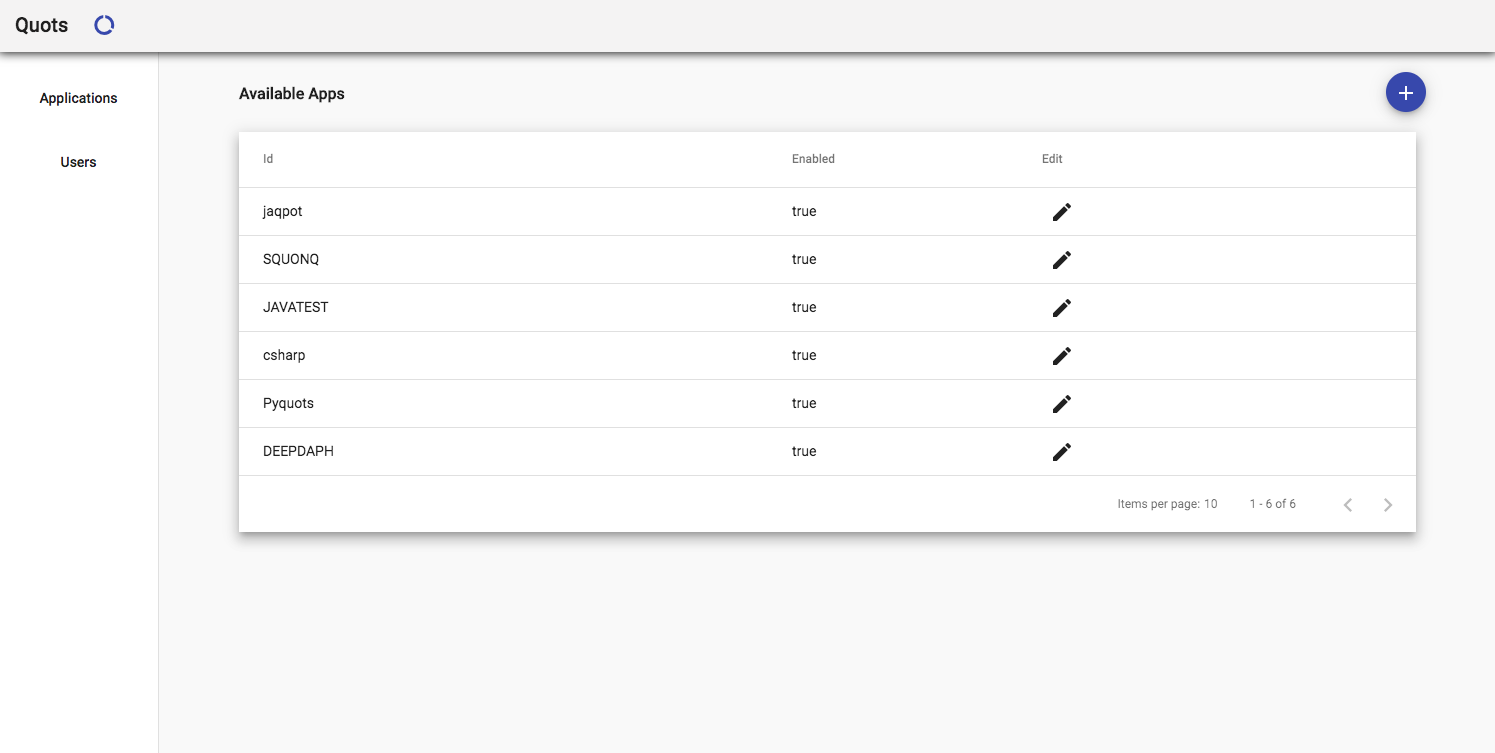 Quots
Applications
Users
Available Apps
Id Enabled Edit
jaqpot true
SQUONQ true
JAVATEST true
csharp true
Pyquots true
DEEPDAPH true
Items per page: 10 1 - 6 of 6